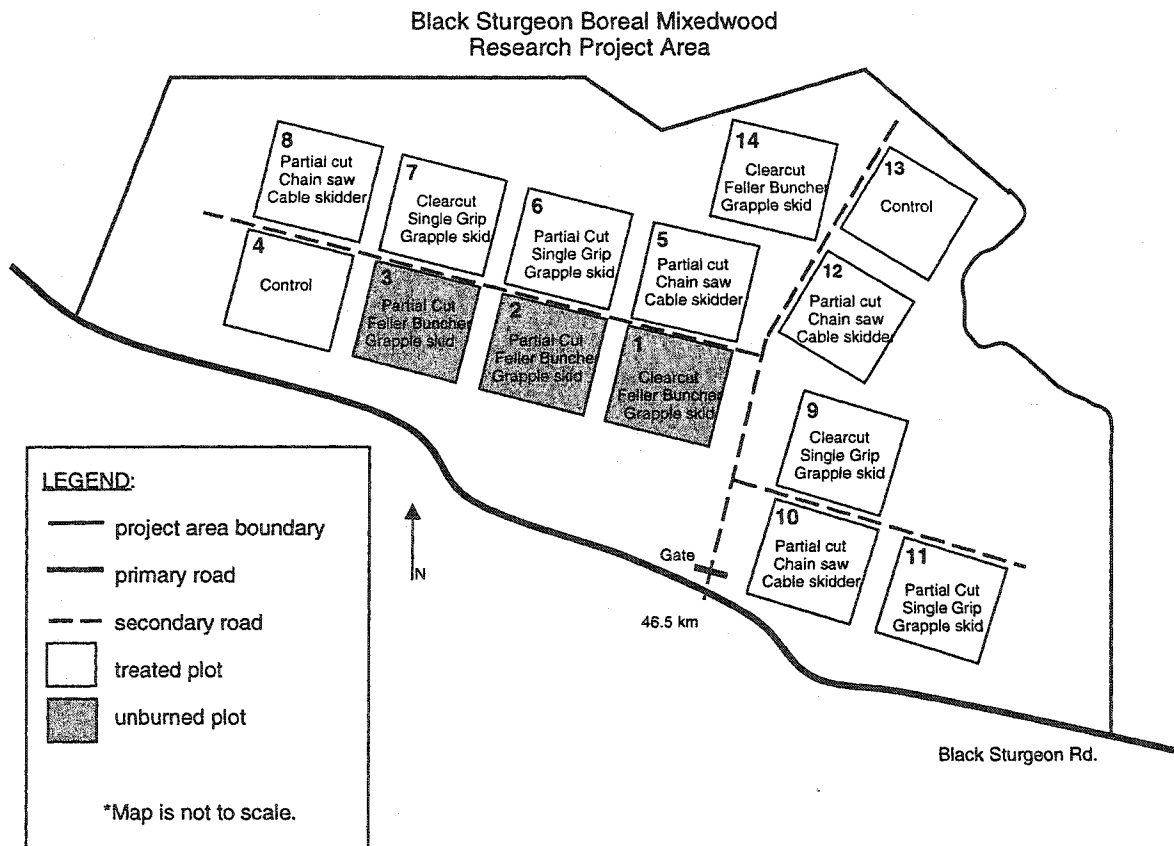 Black Sturgeon Boreal Mixedwood
Research Project Area
8
Partial cut
Chain saw
Cable skidder
7
Clearcut
Single Grip
Grapple skid
6
Partial Cut
Single Grip
Grapple skid
5
Partial cut
Chain saw
Cable skidder
14
Clearcut
Feller Buncher
Grapple skid
13
Control
4
Control
3
Partial Cut
Feller Buncher
Grapple skid
2
Partial Cut
Feller Buncher
Grapple skid
1
Clearcut
Feller Buncher
Grapple skid
12
Partial cut
Chain saw
Cable skidder
9
Clearcut
Single Grip
Grapple skid
10
Partial cut
Chain saw
Cable skidder
11
Partial Cut
Single Grip
Grapple skid
Gate
46.5 km
Black Sturgeon Rd.
N
LEGEND:
project area boundary
primary road
secondary road
treated plot
unburned plot
*Map is not to scale.